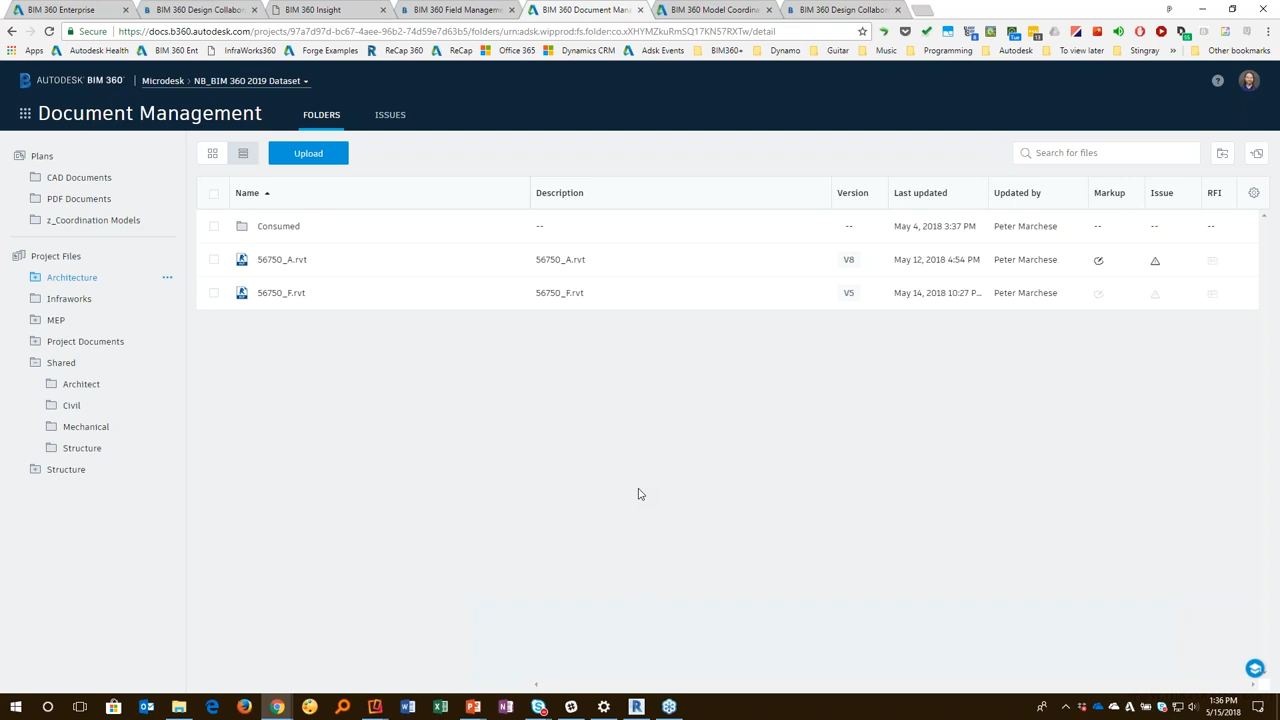 BIM 360 Enterprise
BIM 360 Design Collabor
BIM 360 Insight
BIM 360 Field Manageme
BIM 360 Document Man
BIM 360 Model Coordina
BIM 360 Design Collabor
Secure
https://docs.b360.autodesk.com/projects/97a7d97d-bc67-4aee-96b2-74d59e7d63b5/folders/urn:adsk.wipprod:fs.folder:co.xXHYMZkuRmSQ17KN57RXTw/detail
Apps
Autodesk Health
BIM 360 Ent
InfraWorks360
Forge Examples
ReCap 360
Office 365
ReCap
Dynamics CRM
Adsk Events
BIM360+
Dynamo
Guitar
Music
Programming
Autodesk
To view later
Stingray
»
Other bookmarks
AUTODESK® BIM 360°
Microdesk > NB_BIM 360 2019 Dataset
Document Management
FOLDERS
ISSUES
Plans
CAD Documents
PDF Documents
z_Coordination Models
Project Files
Architecture
Infraworks
MEP
Project Documents
Shared
Architect
Civil
Mechanical
Structure
Structure
Upload
Search for files
Name
Description
Version
Last updated
Updated by
Markup
Issue
RFI
Consumed -- -- May 4, 2018 3:37 PM Peter Marchese -- -- --
56750_A.rvt 56750_A.rvt V8 May 12, 2018 4:54 PM Peter Marchese
56750_F.rvt 56750_F.rvt V5 May 14, 2018 10:27 P... Peter Marchese
1:36 PM
5/15/2018